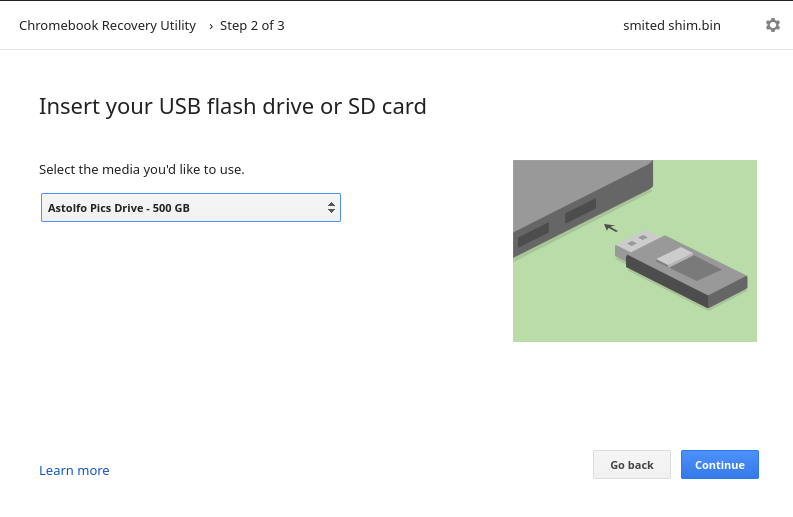 Chromebook Recovery Utility › Step 2 of 3 smited shim.bin
Insert your USB flash drive or SD card
Select the media you'd like to use.
Astolfo Pics Drive - 500 GB
Learn more
Go back
Continue